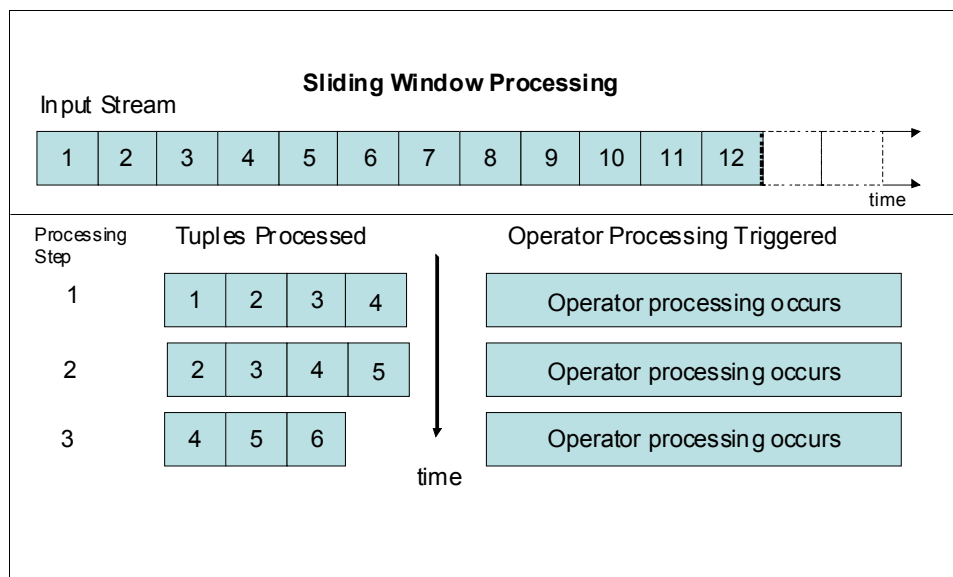 Sliding Window Processing
Input Stream
1 2 3 4 5 6 7 8 9 10 11 12
time
Processing Step
Tuples Processed
Operator Processing Triggered
1
1 2 3 4
Operator processing occurs
2
2 3 4 5
Operator processing occurs
3
4 5 6
Operator processing occurs
time